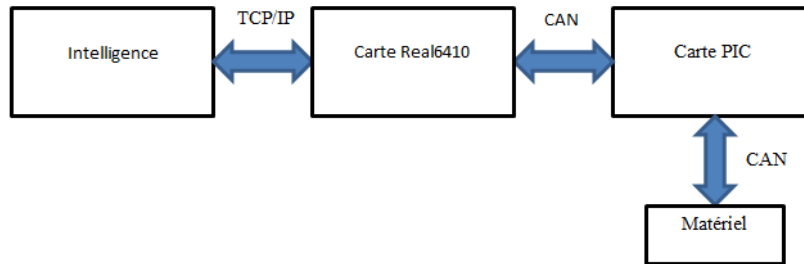 TCP/IP
CAN
Intelligence
Carte Real6410
Carte PIC
CAN
Matériel